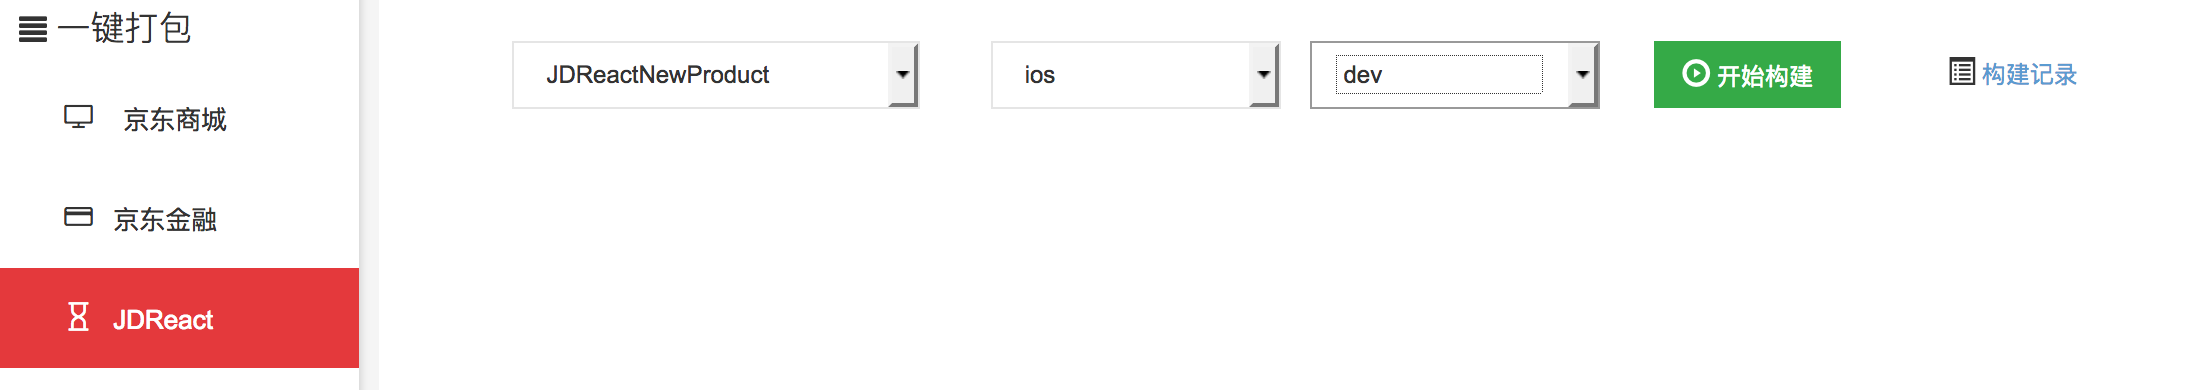 一键打包
京东商城
京东金融
JDReact
JDReactNewProduct
ios
dev
开始构建
构建记录